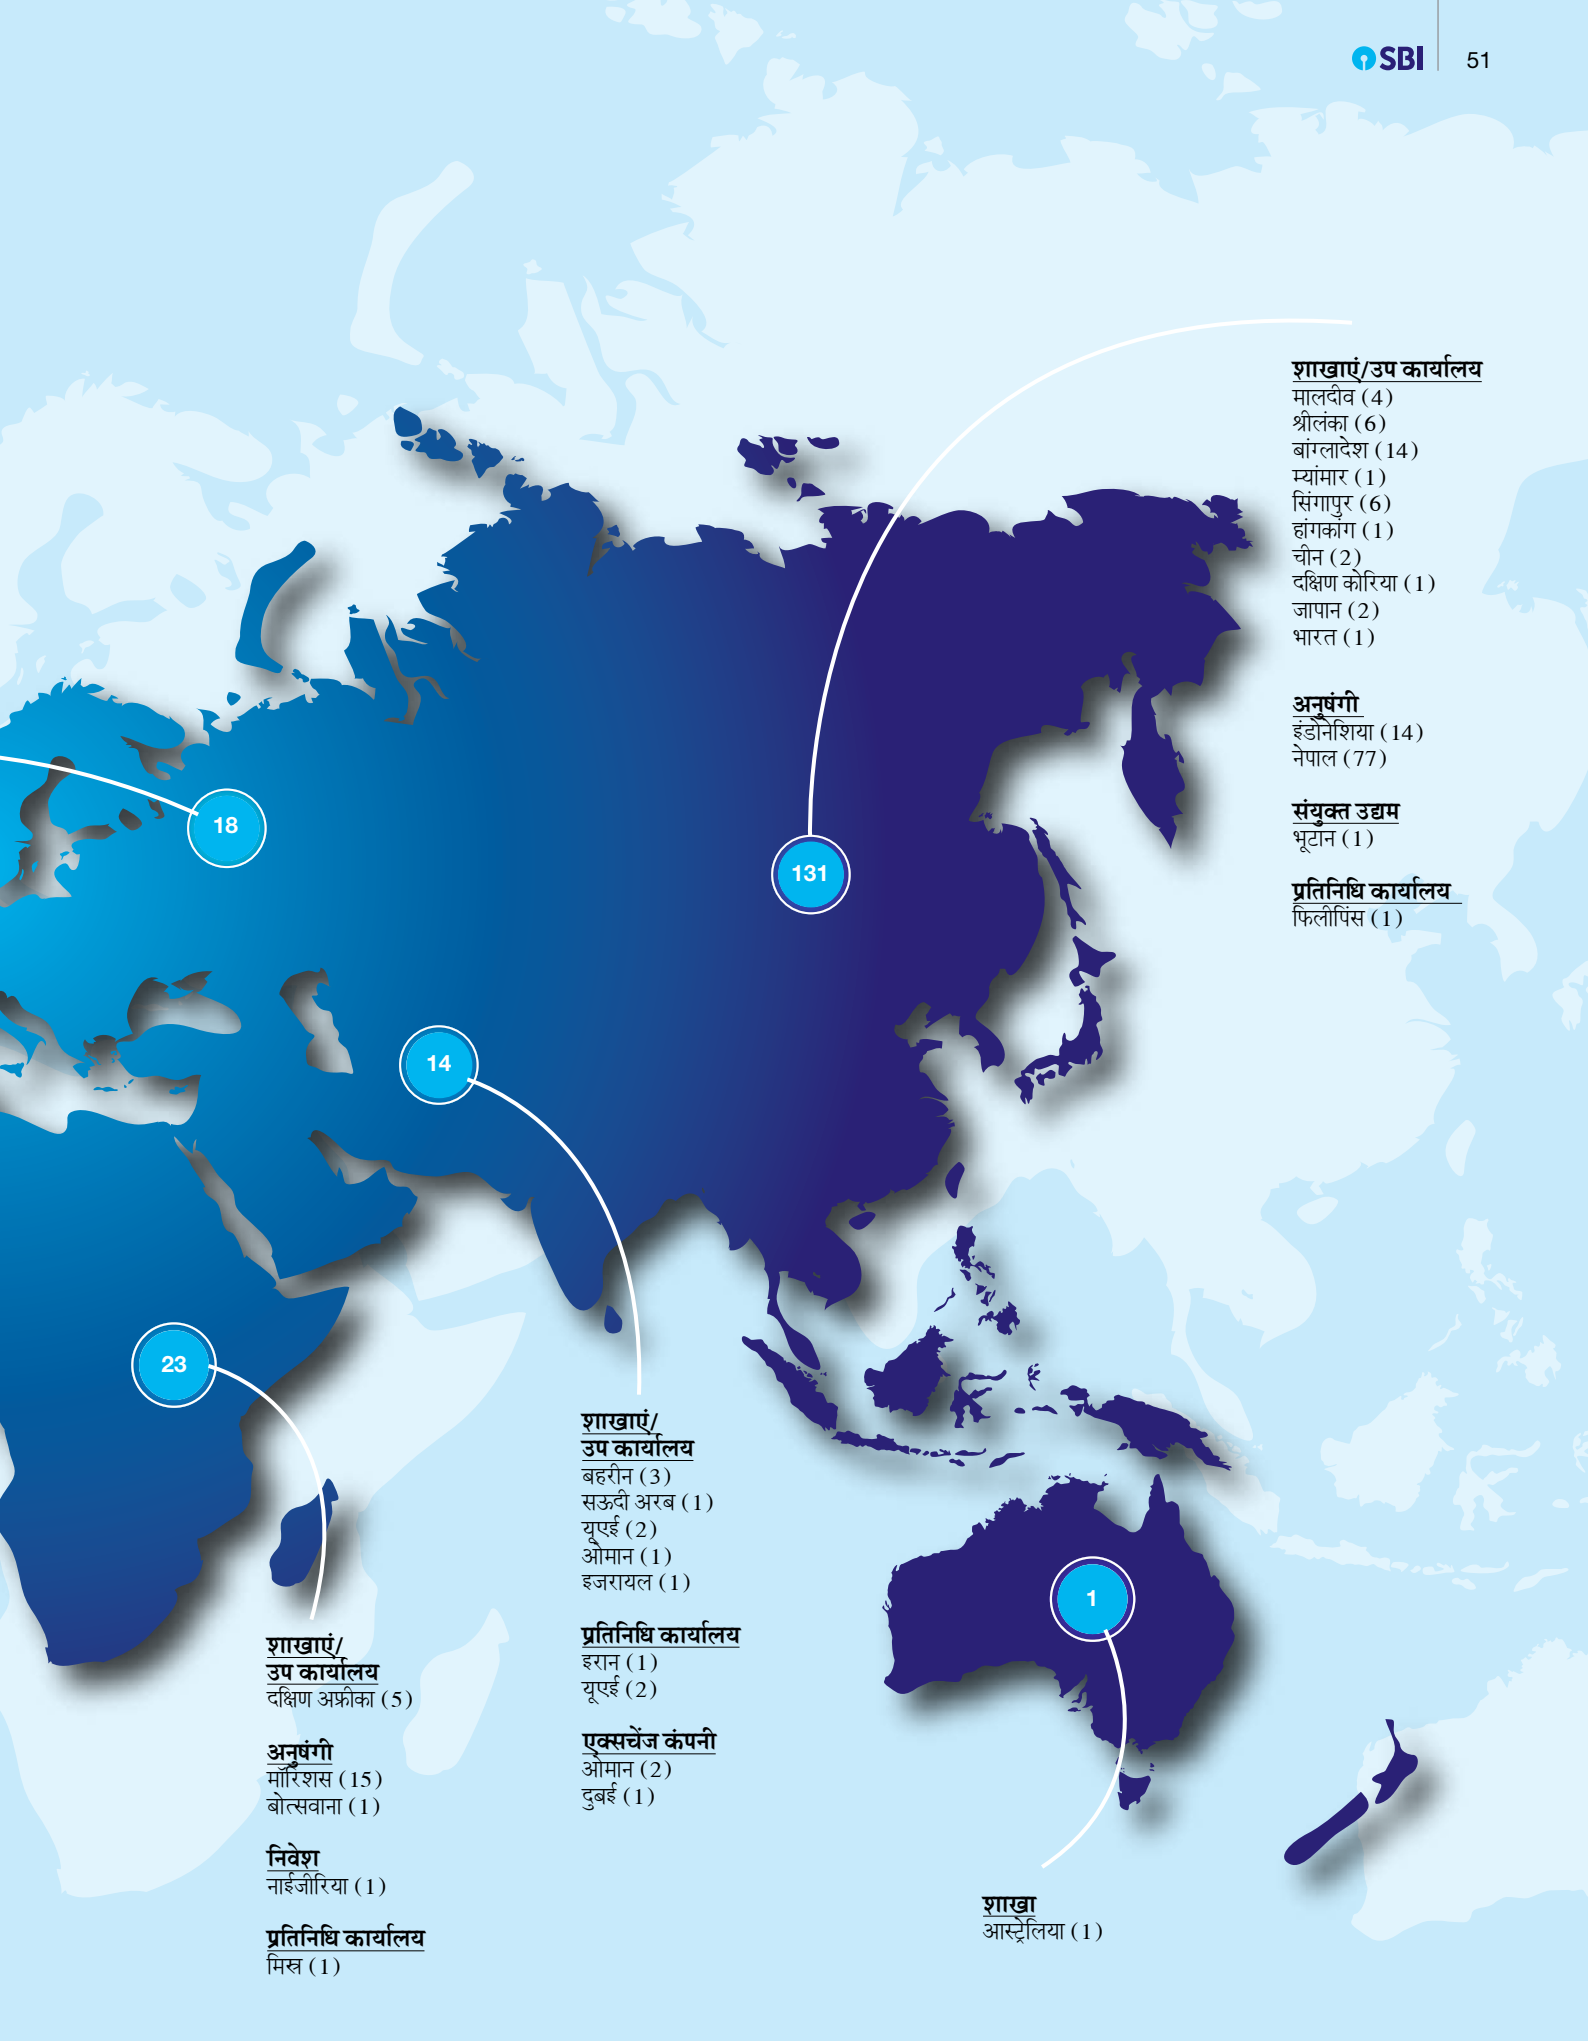 SBI 51
शाखाएं/उप कार्यालय
मालदीव (4)
श्रीलंका (6)
बांग्लादेश (14)
म्यांमार (1)
सिंगापुर (6)
हांगकांग (1)
चीन (2)
दक्षिण कोरिया (1)
जापान (2)
भारत (1)
अनुषंगी
इंडोनेशिया (14)
नेपाल (77)
संयुक्त उद्यम
भूटान (1)
प्रतिनिधि कार्यालय
फिलीपिंस (1)
18
131
14
23
1
शाखाएं/
उप कार्यालय
बहरीन (3)
सऊदी अरब (1)
यूएई (2)
ओमान (1)
इजरायल (1)
प्रतिनिधि कार्यालय
इरान (1)
यूएई (2)
एक्सचेंज कंपनी
ओमान (2)
दुबई (1)
शाखाएं/
उप कार्यालय
दक्षिण अफ्रीका (5)
अनुषंगी
मॉरिशस (15)
बोत्सवाना (1)
निवेश
नाईजीरिया (1)
प्रतिनिधि कार्यालय
मिस्र (1)
शाखा
आस्ट्रेलिया (1)